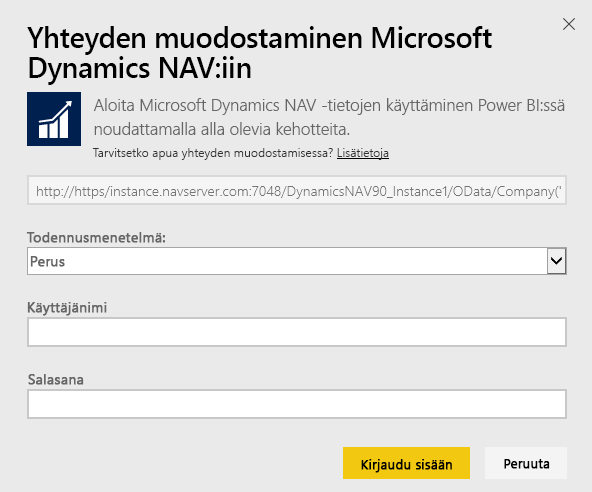 Yhteyden muodostaminen Microsoft
Dynamics NAV:iin
Aloita Microsoft Dynamics NAV -tietojen käyttäminen Power BI:ssä
noudattamalla alla olevia kehotteita.
Tarvitsetko apua yhteyden muodostamisessa? Lisätietoja
http://https/instance.navserver.com:7048/DynamicsNAV90_Instance1/OData/Company('
Todennusmenetelmä:
Perus
Käyttäjänimi
Salasana
Kirjaudu sisään
Peruuta